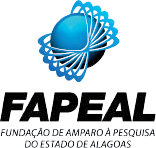 FAPEAL
FUNDAÇÃO DE AMPARO À PESQUISA
DO ESTADO DE ALAGOAS